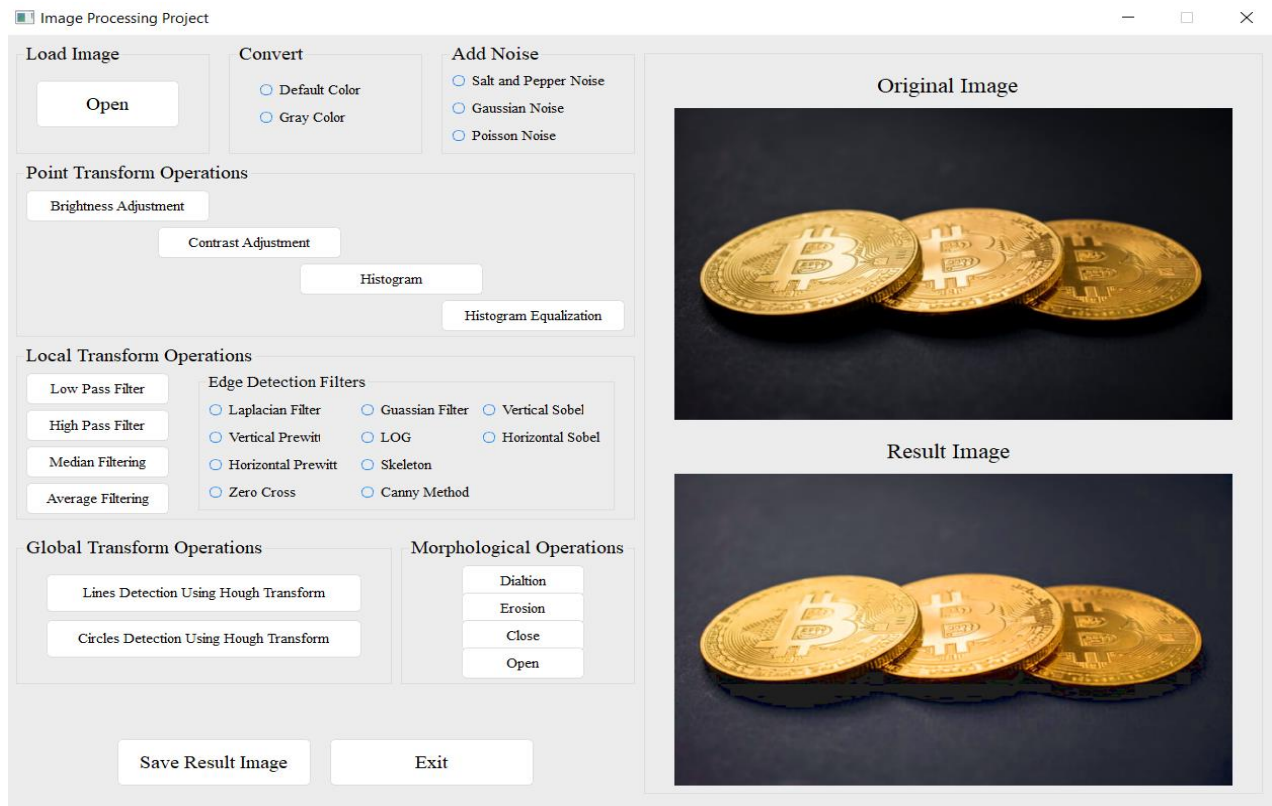 Image Processing Project
Load Image
Open
Convert
Default Color
Gray Color
Add Noise
Salt and Pepper Noise
Gaussian Noise
Poisson Noise
Point Transform Operations
Brightness Adjustment
Contrast Adjustment
Histogram
Histogram Equalization
Local Transform Operations
Low Pass Filter
High Pass Filter
Median Filtering
Average Filtering
Edge Detection Filters
Laplacian Filter
Guassian Filter
Vertical Sobel
Vertical Prewitt
LOG
Horizontal Sobel
Horizontal Prewitt
Skeleton
Zero Cross
Canny Method
Global Transform Operations
Lines Detection Using Hough Transform
Circles Detection Using Hough Transform
Morphological Operations
Dialtion
Erosion
Close
Open
Save Result Image
Exit
Original Image
Result Image